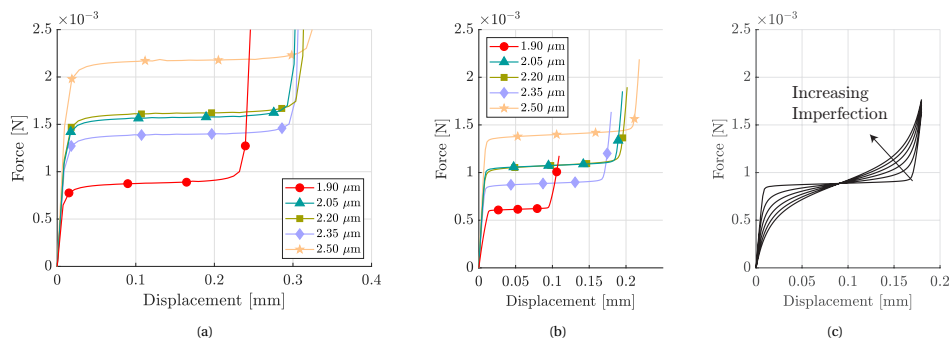 ×10⁻³
2.5
2
1.5
1
0.5
0
Force [N]
0 0.1 0.2 0.3 0.4
Displacement [mm]
1.90 μm
2.05 μm
2.20 μm
2.35 μm
2.50 μm
(a)
×10⁻³
2.5
2
1.5
1
0.5
0
Force [N]
0 0.05 0.1 0.15 0.2
Displacement [mm]
1.90 μm
2.05 μm
2.20 μm
2.35 μm
2.50 μm
(b)
×10⁻³
2.5
2
1.5
1
0.5
0
Force [N]
0 0.05 0.1 0.15 0.2
Displacement [mm]
Increasing
Imperfection
(c)